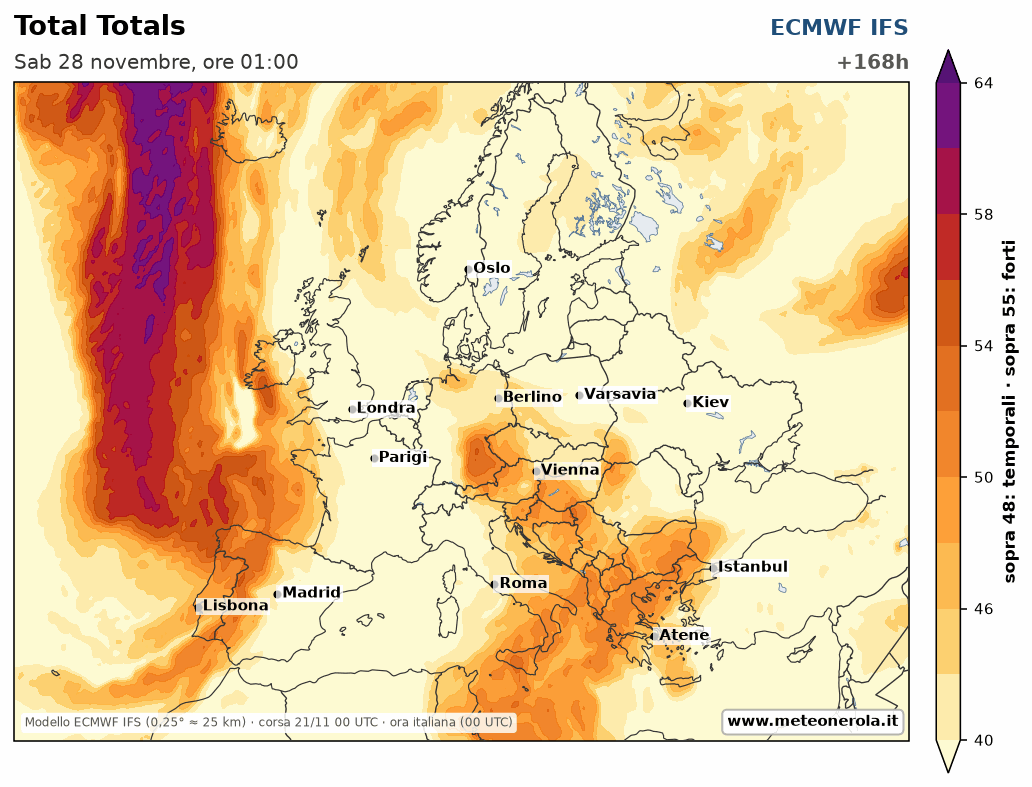 Total Totals
ECMWF IFS
Sab 28 novembre, ore 01:00
+168h
Oslo
Londra
Berlino
Varsavia
Kiev
Parigi
Vienna
Istanbul
Roma
Madrid
Lisbona
Atene
Modello ECMWF IFS (0,25° ≈ 25 km) · corsa 21/11 00 UTC · ora italiana (00 UTC)
www.meteonerola.it
64
58
54
50
46
40
sopra 48: temporali · sopra 55: forti